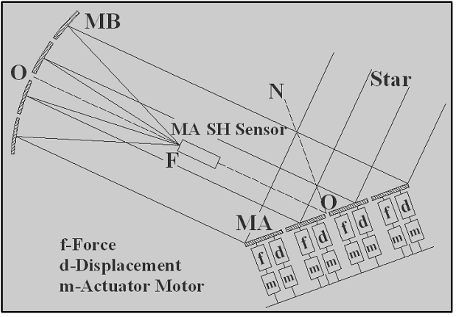 MB
O
N
Star
MA SH Sensor
F
MA
O
f d f d f d f d
m m m m m m m m
f-Force
d-Displacement
m-Actuator Motor